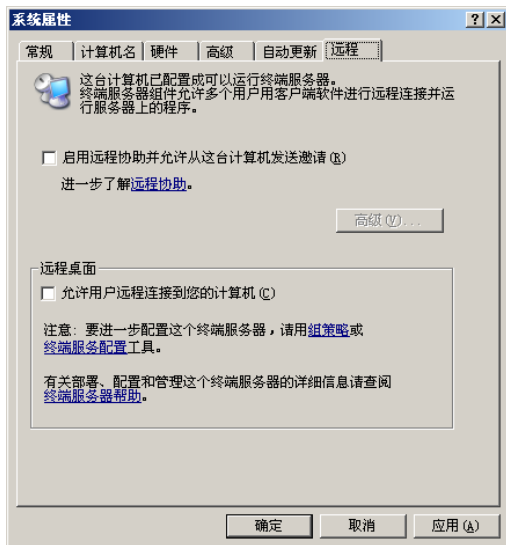 系统属性
常规 计算机名 硬件 高级 自动更新 远程
这台计算机已配置成可以运行终端服务器。
终端服务器组件允许多个用户用客户端软件进行远程连接并运
行服务器上的程序。
启用远程协助并允许从这台计算机发送邀请(R)
进一步了解远程协助。
高级(V)...
远程桌面
允许用户远程连接到您的计算机(C)
注意: 要进一步配置这个终端服务器，请用组策略或
终端服务配置工具。
有关部署、配置和管理这个终端服务器的详细信息请查阅
终端服务器帮助。
确定 取消 应用(A)